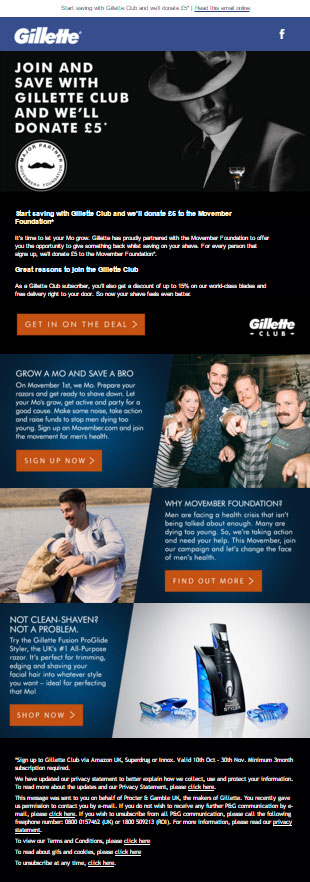 Start saving with Gillette Club and we'll donate £5* | Read this email online
Gillette®
f
JOIN AND
SAVE WITH
GILLETTE CLUB
AND WE'LL
DONATE £5*
MAJOR PARTNER
MOVEMBER FOUNDATION
Start saving with Gillette Club and we'll donate £5 to the Movember
Foundation*
It's time to let your Mo grow. Gillette has proudly partnered with the Movember Foundation to offer
you the opportunity to give something back whilst saving on your shave. For every person that
signs up, we'll donate £5 to the Movember Foundation*.
Great reasons to join the Gillette Club
As a Gillette Club subscriber, you'll also get a discount of up to 15% on our world-class blades and
free delivery right to your door. So now your shave feels even better.
GET IN ON THE DEAL >
Gillette
CLUB
GROW A MO AND SAVE A BRO
On November 1st, we Mo. Prepare your
razors and get ready to shave down. Let
your Mo's grow, get active and party for a
good cause. Make some noise, take action
and raise funds to stop men dying too
young. Sign up on Movember.com and join
the movement for men's health.
SIGN UP NOW >
WHY MOVEMBER FOUNDATION?
Men are facing a health crisis that isn't
being talked about enough. Many are
dying too young. So, we're taking action
and need your help. This Movember, join
our campaign and let's change the face
of men's health.
FIND OUT MORE >
NOT CLEAN-SHAVEN?
NOT A PROBLEM.
Try the Gillette Fusion ProGlide
Styler, the UK's #1 All-Purpose
razor. It's perfect for trimming,
edging and shaving your
facial hair into whatever style
you want – ideal for perfecting
that Mo!
SHOP NOW >
STYLER
*Sign up to Gillette Club via Amazon UK, Superdrug or Innox. Valid 10th Oct - 30th Nov. Minimum 3month
subcription required.
We have updated our privacy statement to better explain how we collect, use and protect your information.
To read more about the updates and our Privacy Statement, please click here.
This message was sent to you on behalf of Procter & Gamble UK, the makers of Gillette. You recently gave
us permission to contact you by e-mail. If you do not wish to receive any further P&G communication by e-
mail, please click here. If you wish to unsubscribe from all P&G communication, please call the following
freephone number: 0800 0157462 (UK) or 1800 509213 (ROI). For more information, please read our privacy
statement.
To view our Terms and Conditions, please click here
To read about gifs and cookies, please click here
To unsubscribe at any time, click here.